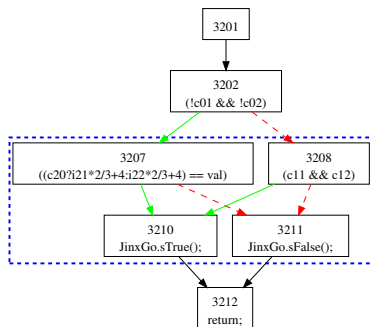 3201
3202
(!c01 && !c02)
3207
((c20?i21*2/3+4:i22*2/3+4) == val)
3208
(c11 && c12)
3210
JinxGo.sTrue();
3211
JinxGo.sFalse();
3212
return;